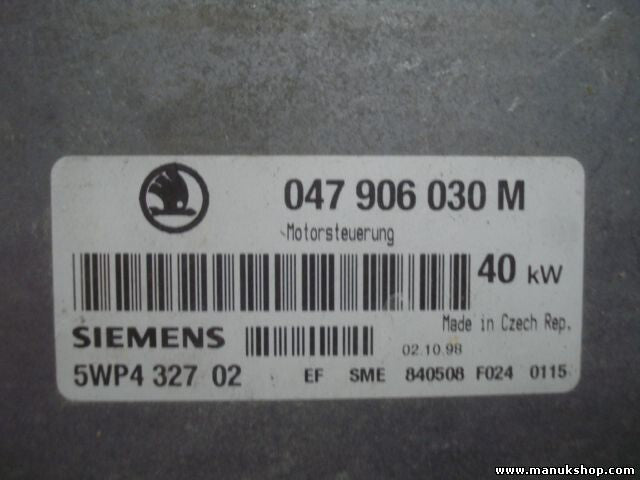 047 906 030 M
Motorsteuerung
40 kW
Made in Czech Rep.
SIEMENS
02.10.98
5WP4 327 02 EF SME 840508 F024 0115
www.manukshop.com